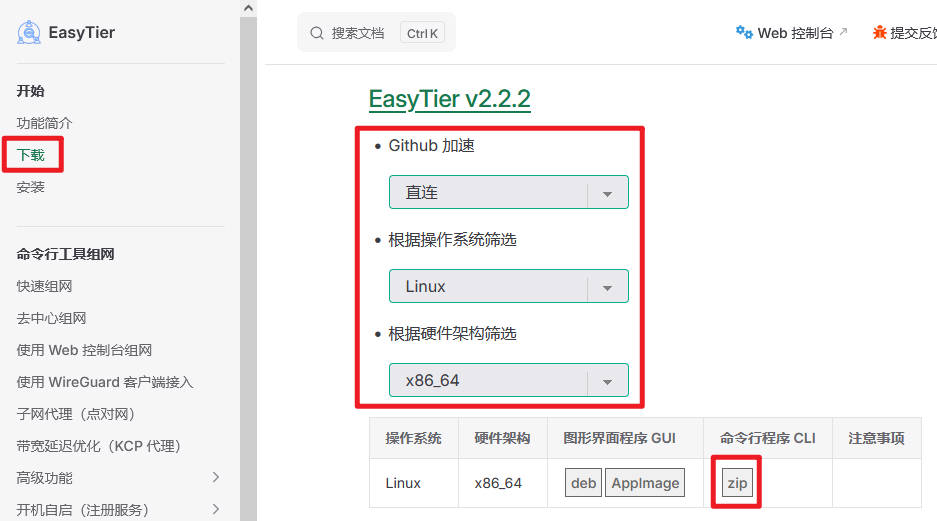 EasyTier
搜索文档 Ctrl K
Web 控制台
提交反馈
开始
功能简介
下载
安装
命令行工具组网
快速组网
去中心组网
使用 Web 控制台组网
使用 WireGuard 客户端接入
子网代理（点对网）
带宽延迟优化（KCP 代理）
高级功能
开机自启（注册服务）
EasyTier v2.2.2
Github 加速
直连
根据操作系统筛选
Linux
根据硬件架构筛选
x86_64
操作系统 硬件架构 图形界面程序 GUI 命令行程序 CLI 注意事项
Linux x86_64 deb AppImage zip